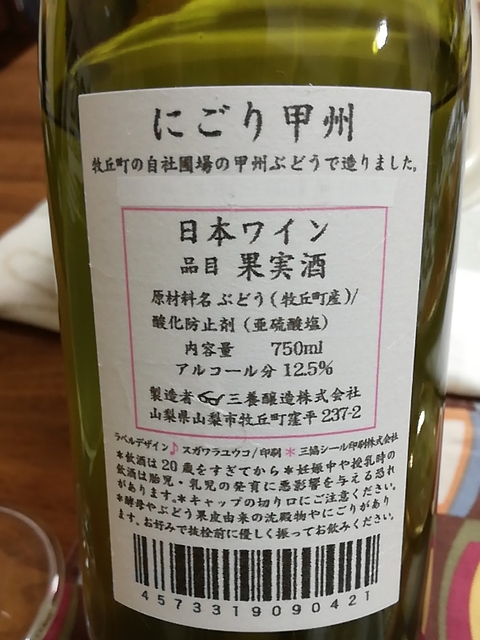 にごり甲州
牧丘町の自社圃場の甲州ぶどうで造りました。
日本ワイン
品目 果実酒
原材料名 ぶどう(牧丘町産)/
酸化防止剤(亜硫酸塩)
内容量 750ml
アルコール分 12.5%
製造者 三養醸造株式会社
山梨県山梨市牧丘町窪平 237-2
ラベルデザイン♪スガワラユウコ/印刷*三協シール印刷株式会社
*飲酒は20歳をすぎてから*妊娠中や授乳時の
飲酒は胎児・乳児の発育に悪影響を与える恐れ
があります。*キャップの切り口にご注意ください。
*酵母やぶどう果皮由来の沈殿物やにごりがあり
ます。お好みで抜栓前に優しく振ってお飲みください。
4573319090421